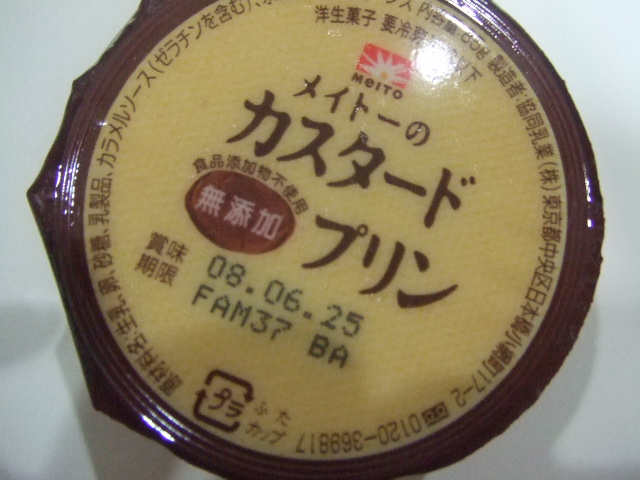 MEITO
メイトーの
カスタード
プリン
食品添加物不使用
無添加
賞味
期限
08.06.25
FAM37 BA
プラ
ふた
カップ
原材料名:生乳、卵、砂糖、乳製品、カラメルソース(ゼラチンを含む)、
洋生菓子 要冷蔵
内容量
製造者:協同乳業(株)東京都中央区日本橋小網町17-2 0120-369817